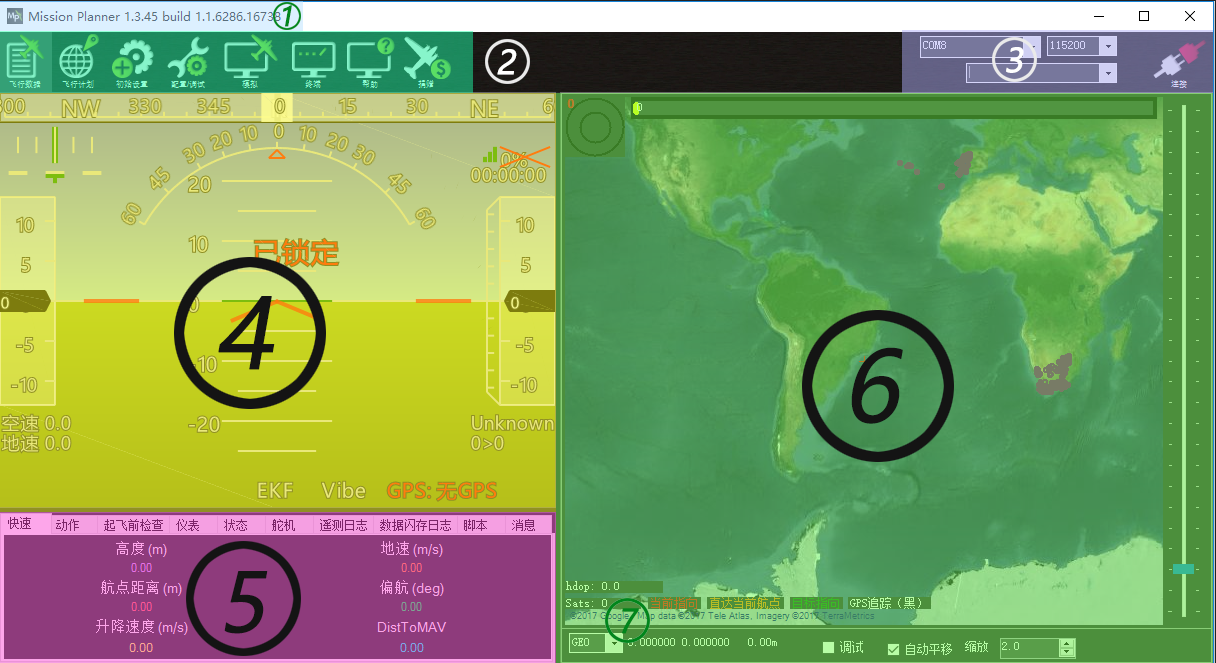 Mission Planner 1.3.45 build 1.1.6286.16738
1
飞行数据 飞行计划 初始设置 配置/调试 模拟 终端 帮助 捐赠
2
COM8 115200
3
连接
300 NW 330 345 0 15 30 NE 6
60 45 30 20 10 0 10 20 30 45 60
0%
00:00:00
20
10
已锁定
0
-10
-20
10
5
0
-5
-10
10
5
0
-5
-10
4
空速 0.0
地速 0.0
Unknown
0>0
EKF Vibe GPS: 无GPS
快速 动作 起飞前检查 仪表 状态 舵机 遥测日志 数据闪存日志 脚本 消息
高度 (m) 地速 (m/s)
0.00 0.00
航点距离 (m) 偏航 (deg)
0.00 0.00
升降速度 (m/s) DistToMAV
0.00 0.00
5
0
0
6
hdop: 0.0
Sats: 0 当前指向 直达当前航点 目标指向 GPS追踪（黑）
©2017 Google, Map data ©2017 Tele Atlas, Imagery ©2017 TerraMetrics
7
GEO 0.000000 0.000000 0.00m 调试 自动平移 缩放 2.0